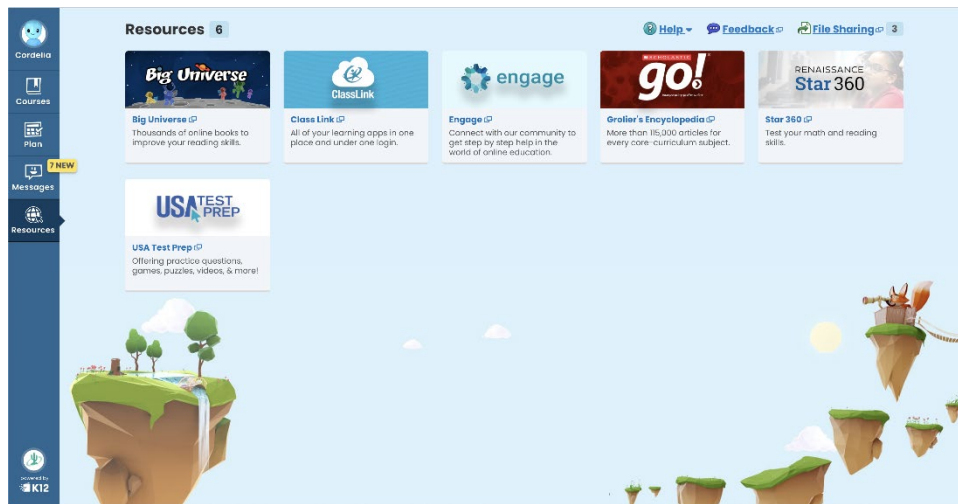 Cordelia
Courses
Plan
7 NEW
Messages
Resources
powered by
K12
Resources 6
Help
Feedback
File Sharing 3
Big Universe
Big Universe
Thousands of online books to
improve your reading skills.
ClassLink
Class Link
All of your learning apps in one
place and under one login.
engage
Engage
Connect with our community to
get step by step help in the
world of online education.
SCHOLASTIC
go!
Grolier's Encyclopedia
More than 115,000 articles for
every core-curriculum subject.
RENAISSANCE
Star 360
Star 360
Test your math and reading
skills.
USA TEST
PREP
USA Test Prep
Offering practice questions,
games, puzzles, videos, & more!